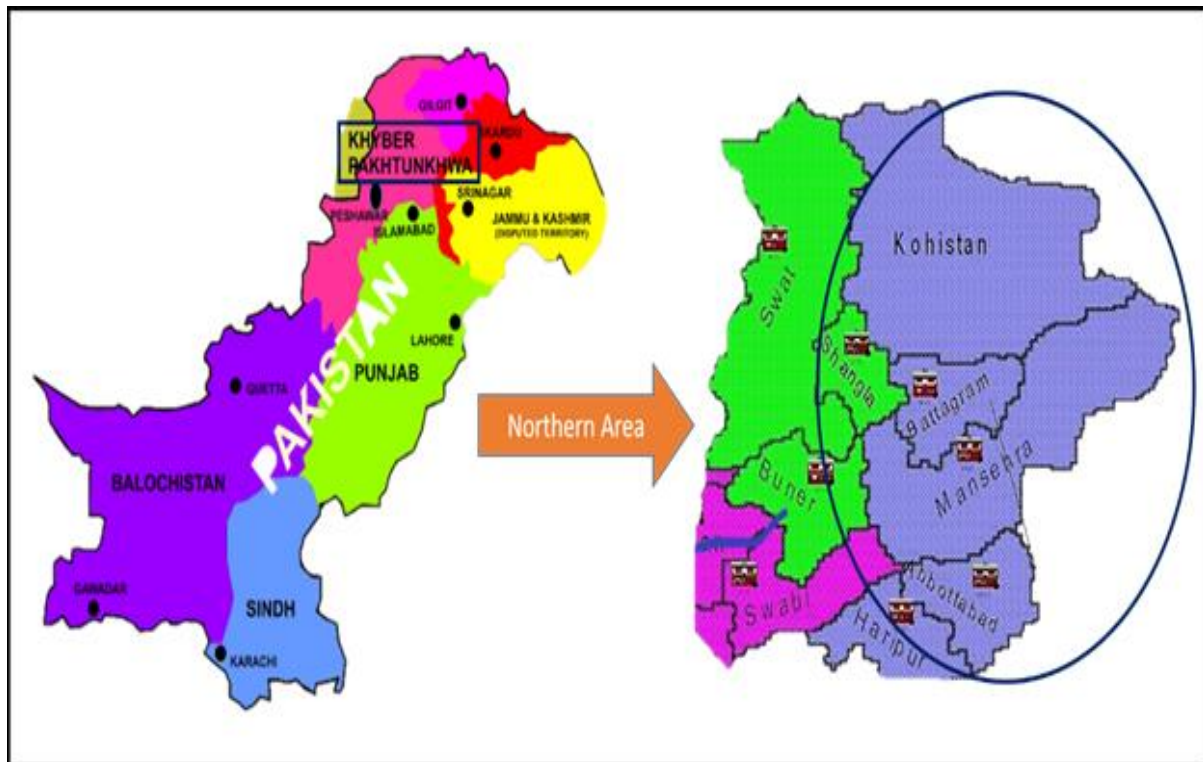 GILGIT
KHYBER
PAKHTUNKHWA
SKARDU
SRINAGAR
PESHAWAR
ISLAMABAD
JAMMU & KASHMIR
(DISPUTED TERRITORY)
PAKISTAN
LAHORE
PUNJAB
QUETTA
BALOCHISTAN
GAWADAR
SINDH
KARACHI
Northern Area
Kohistan
Swat
Shangla
Battagram
Mansehra
Buner
Swabi
Abbottabad
Haripur